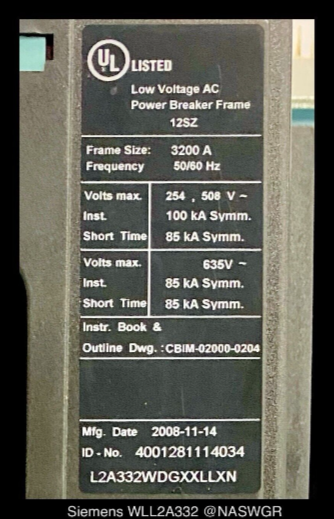 UL LISTED
Low Voltage AC
Power Breaker Frame
12SZ
Frame Size: 3200 A
Frequency 50/60 Hz
Volts max. 254 , 508 V ~
Inst. 100 kA Symm.
Short Time 85 kA Symm.
Volts max. 635V ~
Inst. 85 kA Symm.
Short Time 85 kA Symm.
Instr. Book &
Outline Dwg. :CBIM-02000-0204
Mfg. Date 2008-11-14
ID - No. 4001281114034
L2A332WDGXXLLXN
Siemens WLL2A332 @NASWGR